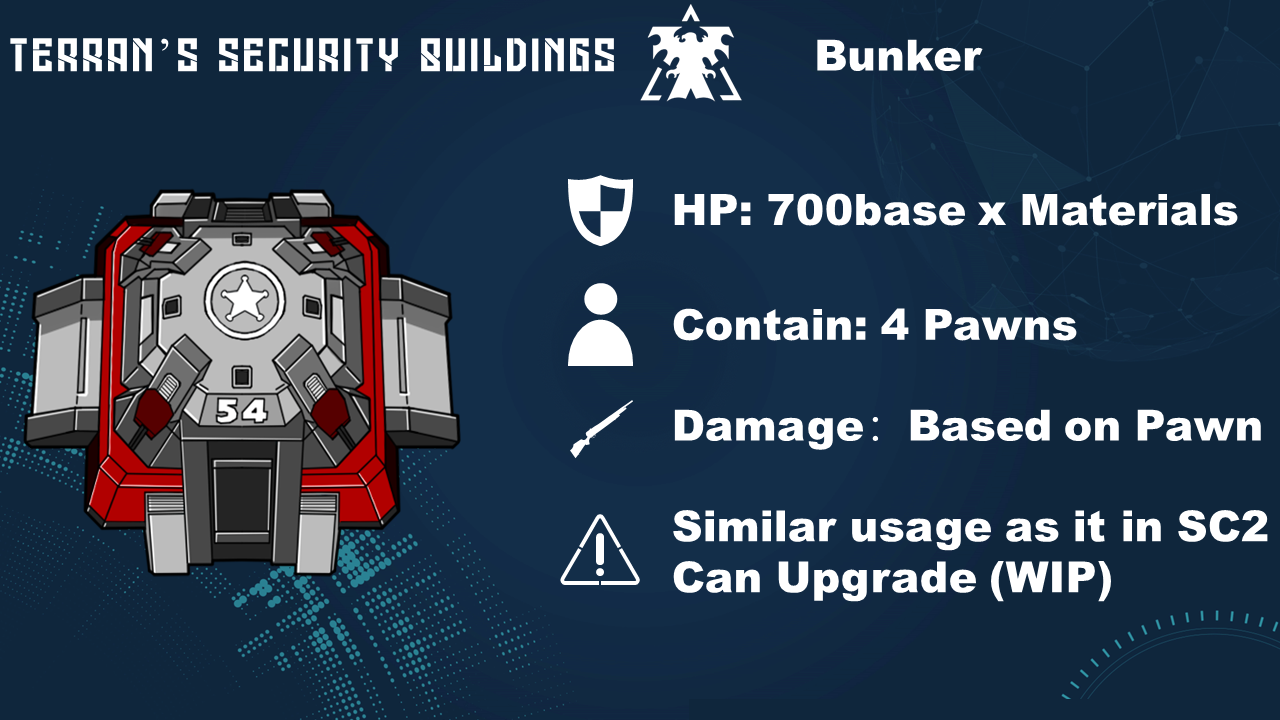 TERRAN'S SECURITY BUILDINGS
Bunker
HP: 700base x Materials
Contain: 4 Pawns
Damage：Based on Pawn
54
Similar usage as it in SC2
Can Upgrade (WIP)